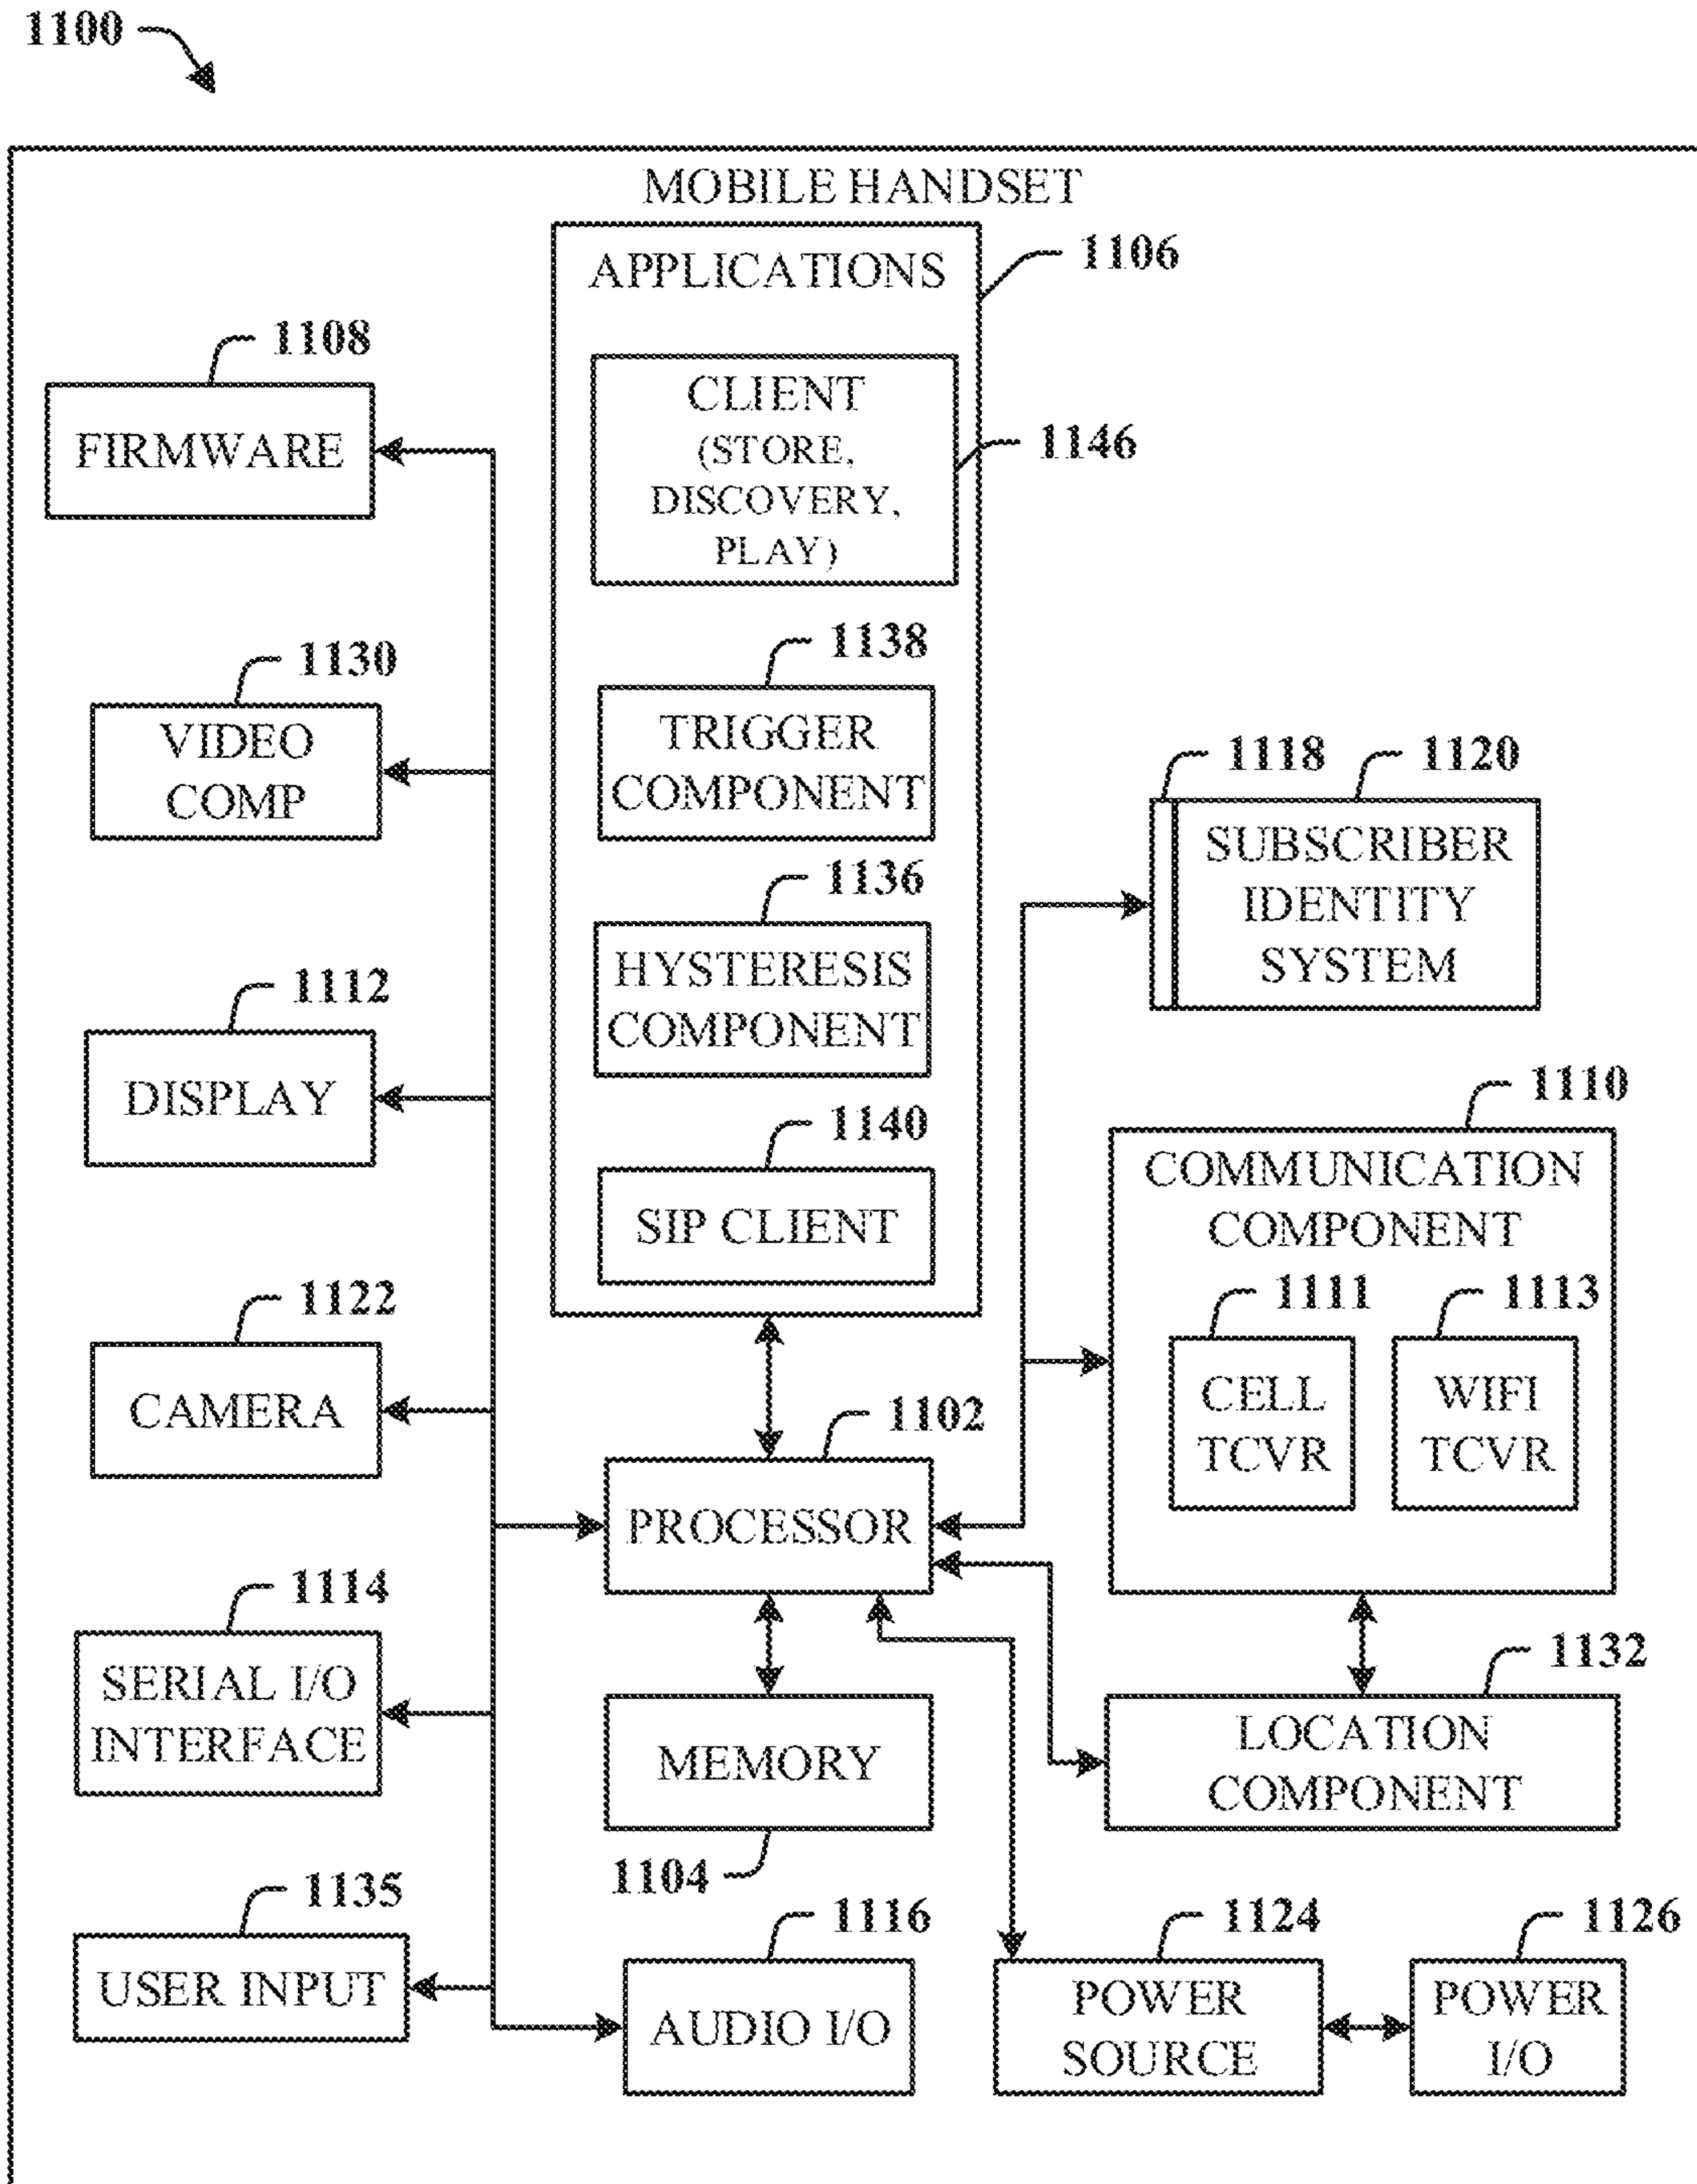 1100
MOBILE HANDSET
APPLICATIONS
1106
CLIENT
(STORE,
DISCOVERY,
PLAY)
1146
1138
TRIGGER
COMPONENT
1136
HYSTERESIS
COMPONENT
1140
SIP CLIENT
1108
FIRMWARE
1130
VIDEO
COMP
1112
DISPLAY
1122
CAMERA
1114
SERIAL I/O
INTERFACE
1135
USER INPUT
1102
PROCESSOR
MEMORY
1104
1116
AUDIO I/O
1118
1120
SUBSCRIBER
IDENTITY
SYSTEM
1110
COMMUNICATION
COMPONENT
1111
CELL
TCVR
1113
WIFI
TCVR
1132
LOCATION
COMPONENT
1124
POWER
SOURCE
1126
POWER
I/O